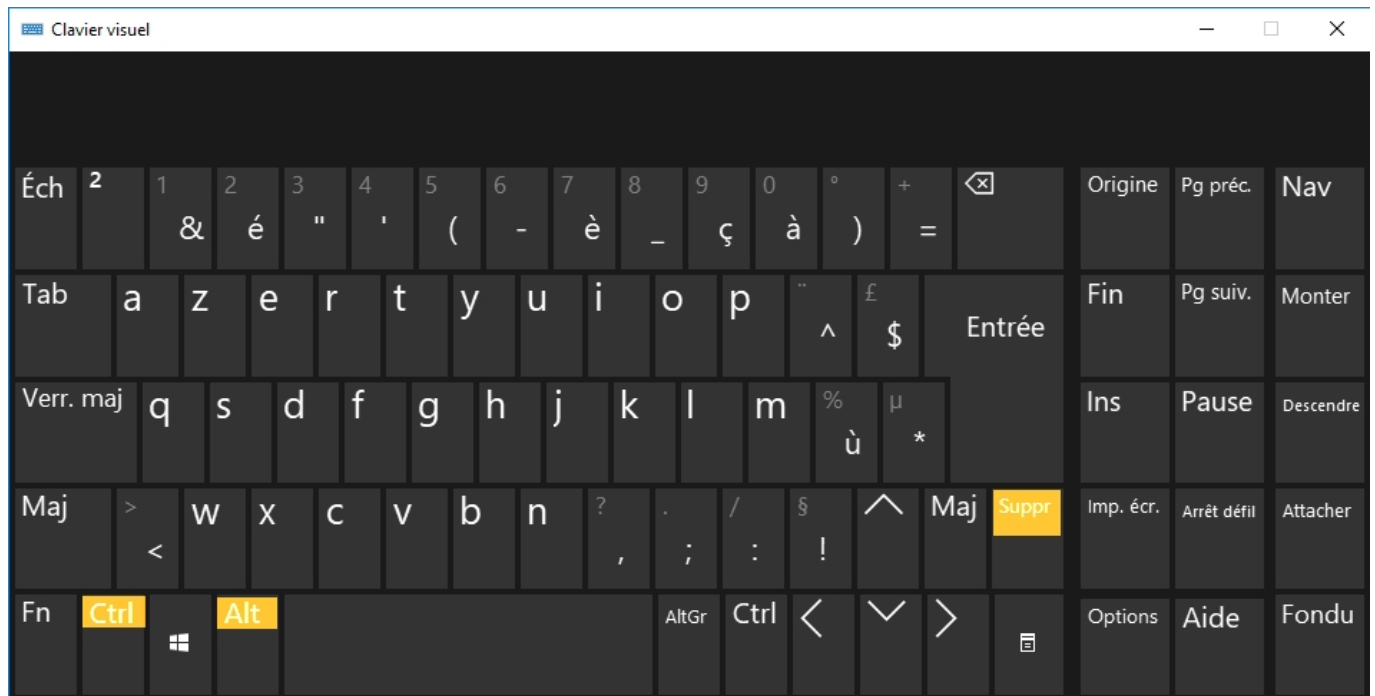 Clavier visuel
Éch ² 1 & 2 é 3 " 4 ' 5 ( 6 - 7 è 8 _ 9 ç 0 à ° ) + = Origine Pg préc. Nav
Tab a z e r t y u i o p ¨ ^ £ $ Entrée Fin Pg suiv. Monter
Verr. maj q s d f g h j k l m % ù µ * Ins Pause Descendre
Maj > < w x c v b n ? , . ; / : § ! Maj Suppr Imp. écr. Arrêt défil Attacher
Fn Ctrl Alt AltGr Ctrl Options Aide Fondu